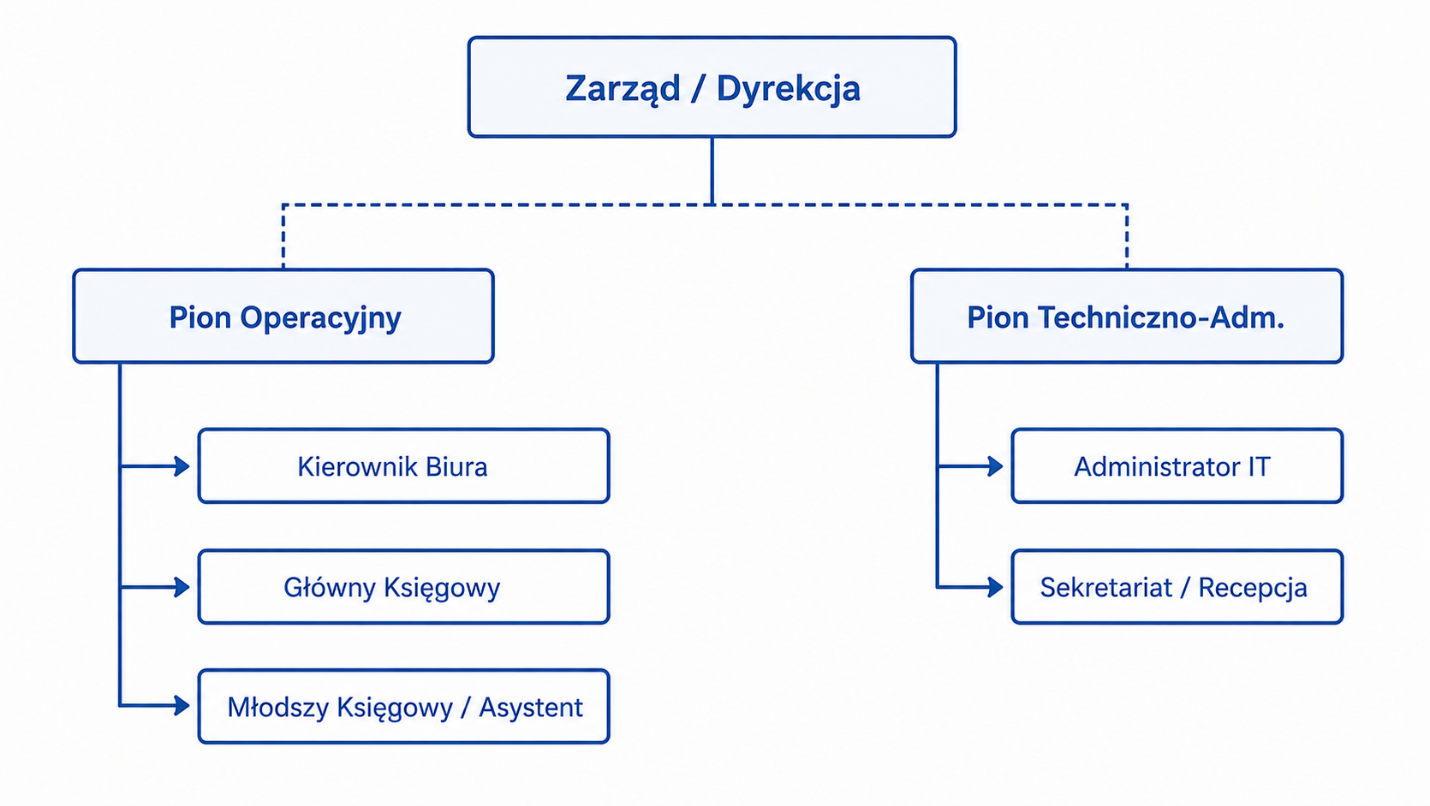 Zarząd / Dyrekcja
Pion Operacyjny
Pion Techniczno-Adm.
Kierownik Biura
Administrator IT
Główny Księgowy
Sekretariat / Recepcja
Młodszy Księgowy / Asystent